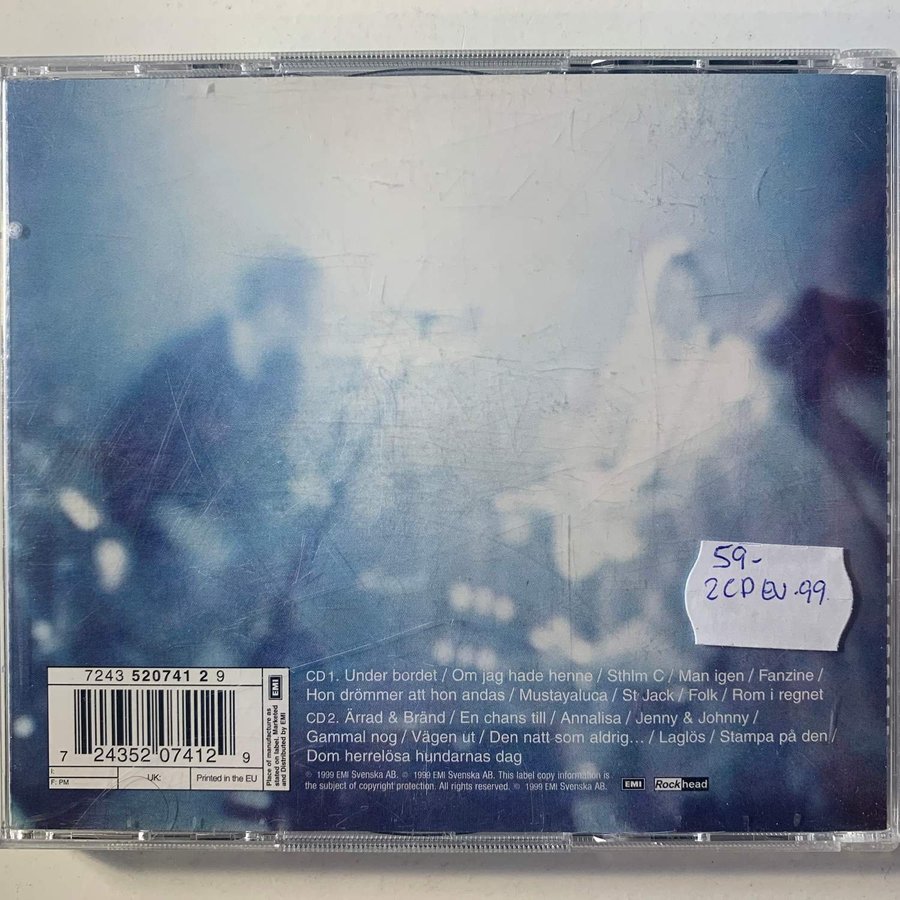 59-
2CD EU -99.
7243 520741 2 9
EMI
7 24352 07412 9
Place of manufacture as
stated on label. Marketed
and Distributed by EMI
I:
F: PM
UK:
Printed in the EU
CD 1. Under bordet / Om jag hade henne / Sthlm C / Man igen / Fanzine /
Hon drömmer att hon andas / Mustayaluca / St Jack / Folk / Rom i regnet
CD 2. Ärrad & Bränd / En chans till / Annalisa / Jenny & Johnny /
Gammal nog / Vägen ut / Den natt som aldrig... / Laglös / Stampa på den /
Dom herrelösa hundarnas dag
℗ 1999 EMI Svenska AB. © 1999 EMI Svenska AB. This label copy information is
the subject of copyright protection. All rights reserved. © 1999 EMI Svenska AB.
EMI
Rockhead